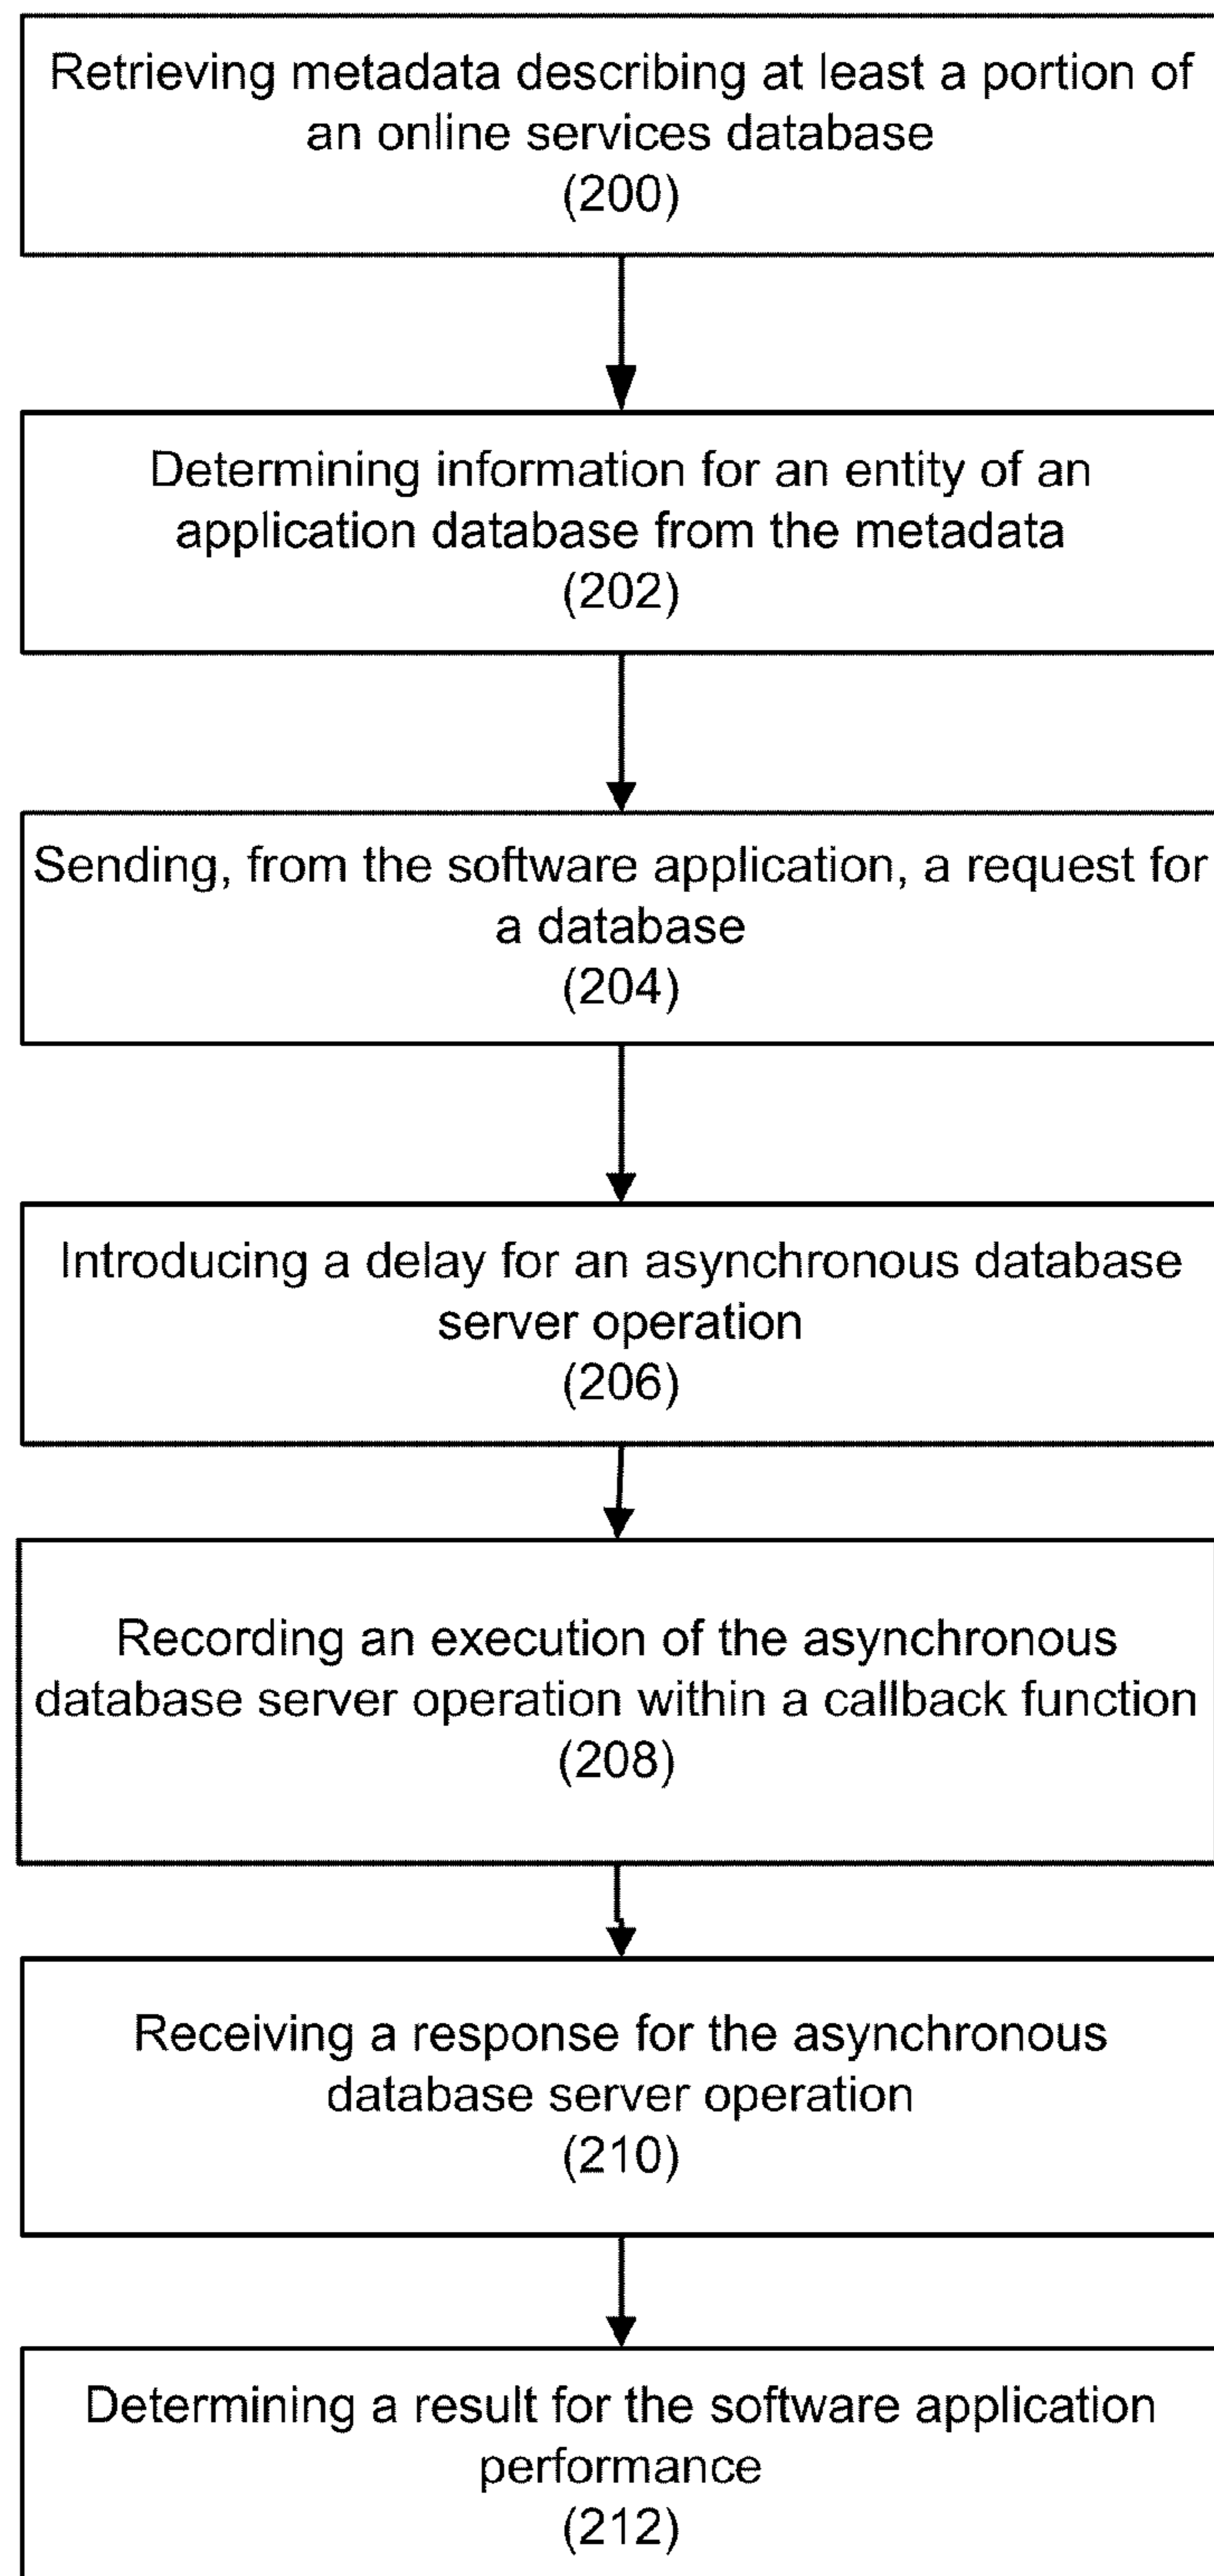 Retrieving metadata describing at least a portion of
an online services database
(200)
Determining information for an entity of an
application database from the metadata
(202)
Sending, from the software application, a request for
a database
(204)
Introducing a delay for an asynchronous database
server operation
(206)
Recording an execution of the asynchronous
database server operation within a callback function
(208)
Receiving a response for the asynchronous
database server operation
(210)
Determining a result for the software application
performance
(212)